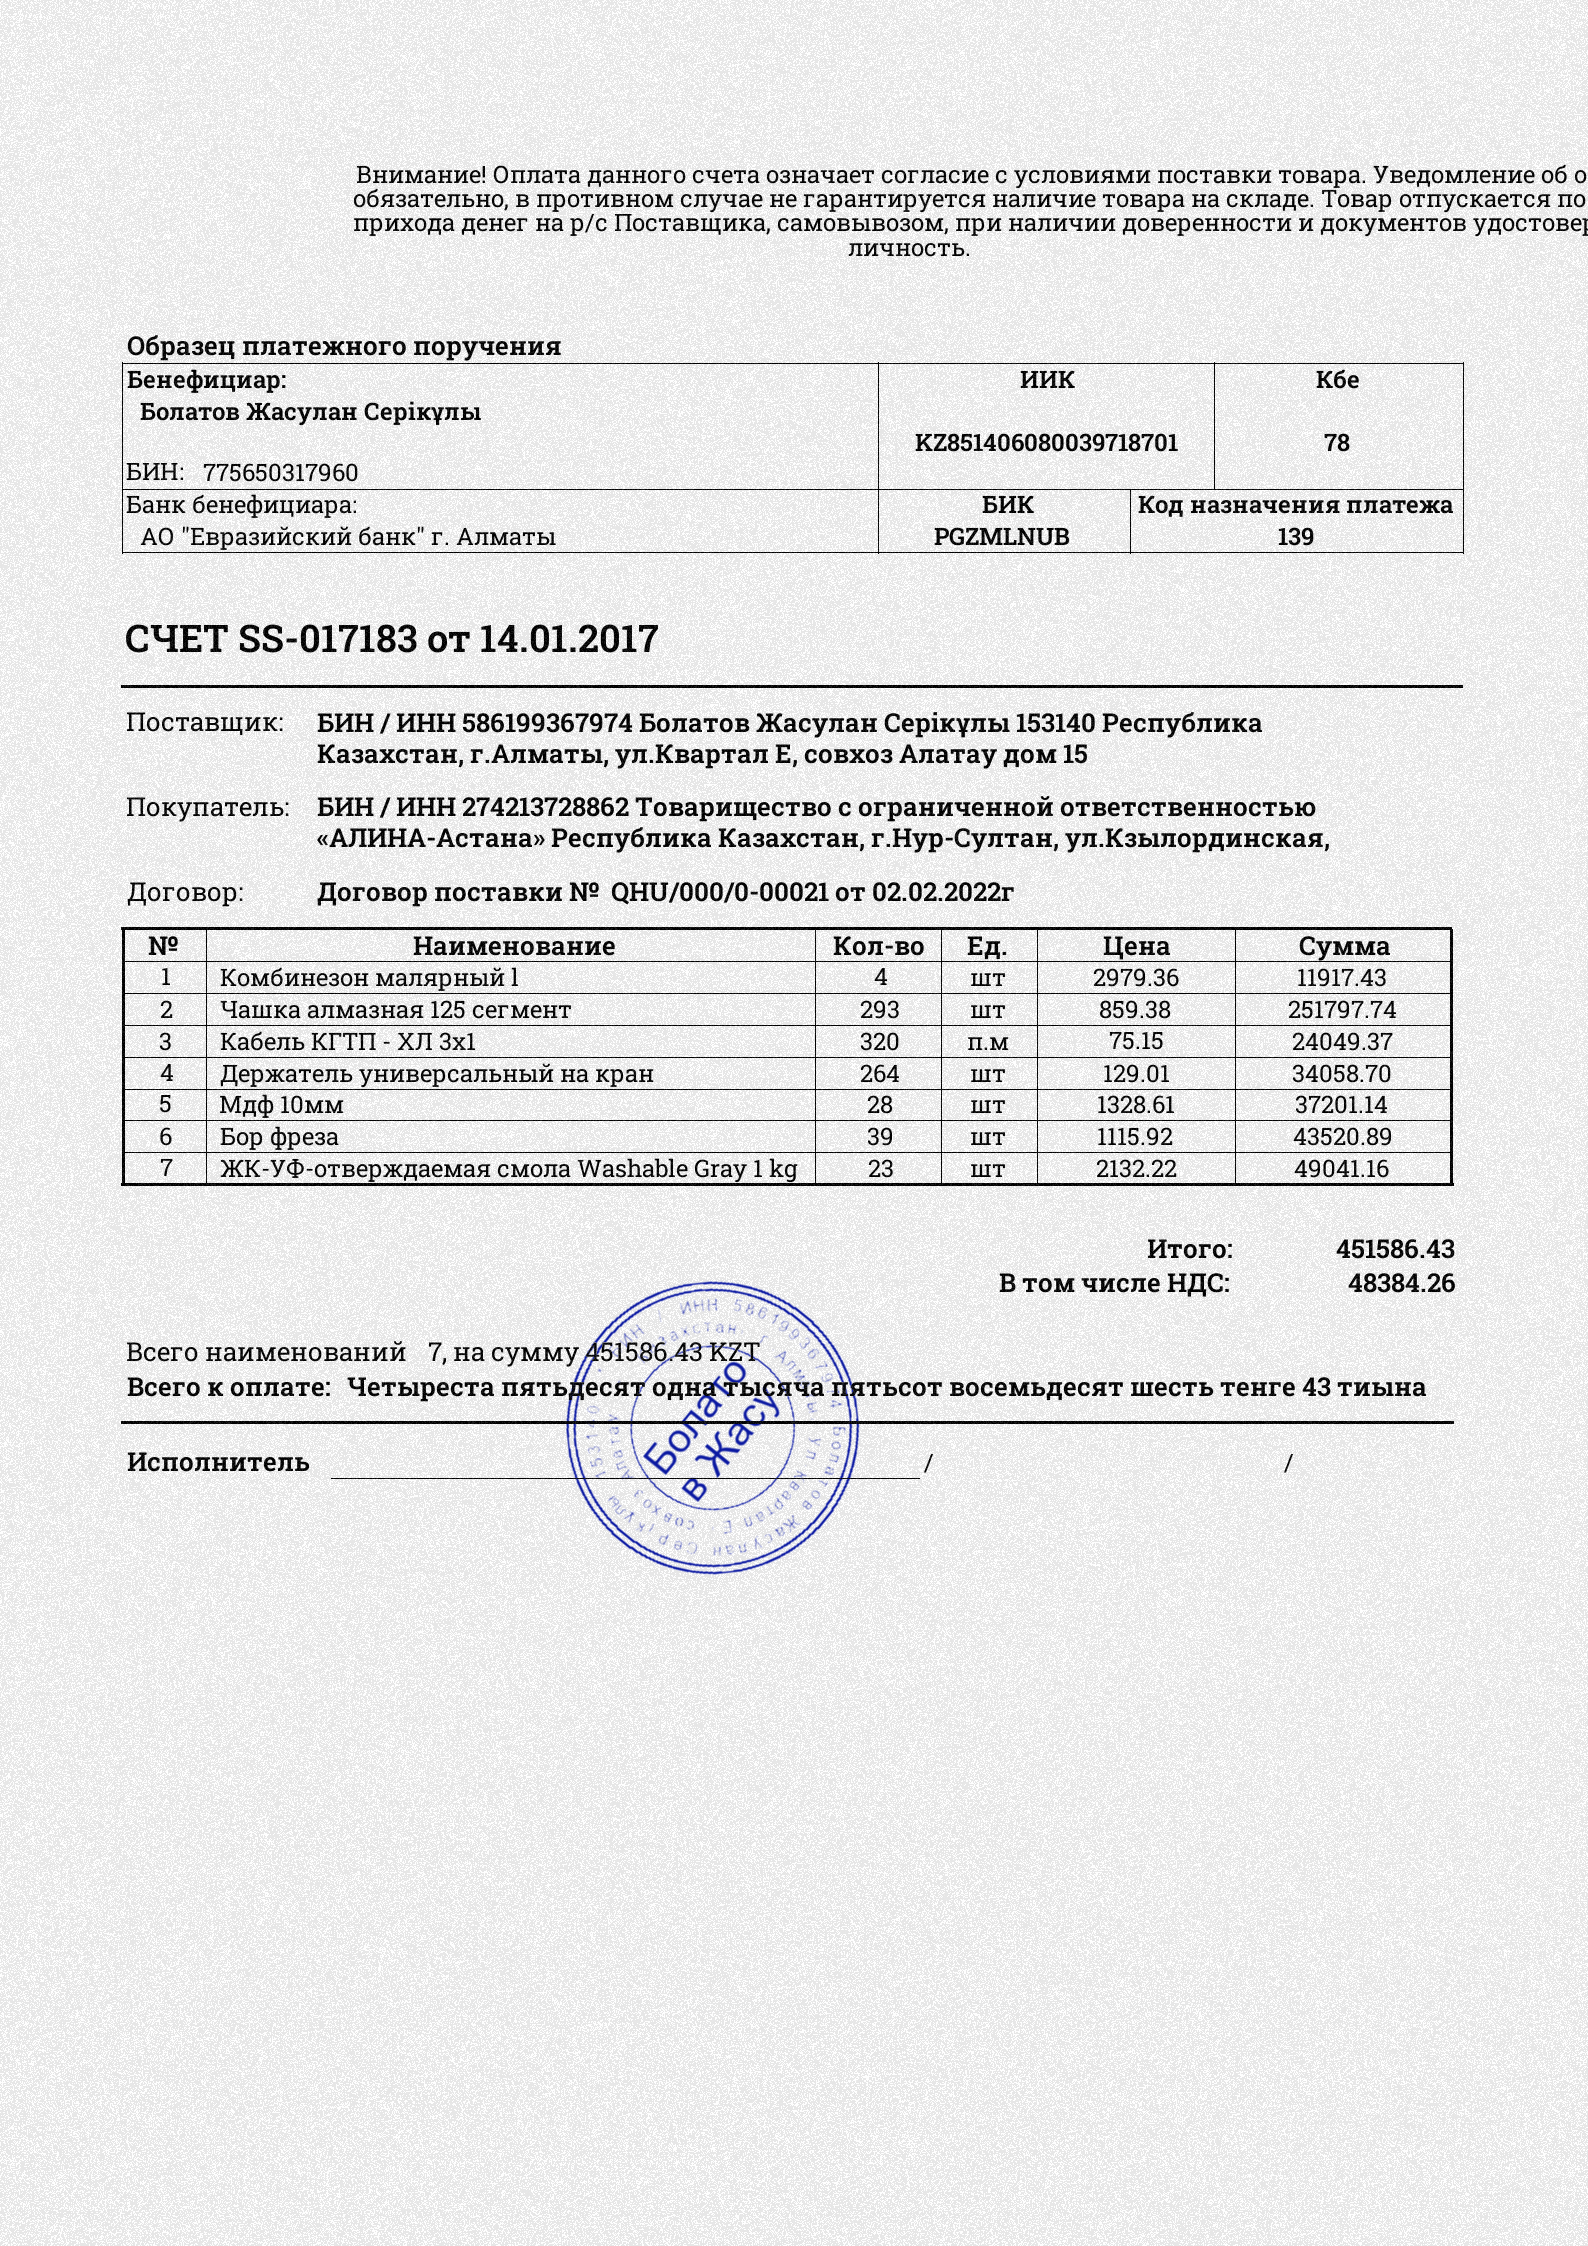 Внимание! Оплата данного счета означает согласие с условиями поставки товара. Уведомление об
обязательно, в противном случае не гарантируется наличие товара на складе. Товар отпускается по
прихода денег на р/с Поставщика, самовывозом, при наличии доверенности и документов
личность.
Образец платежного поручения
Бенефициар: ИИК Кбе
Болатов Жасулан Серікұлы
KZ851406080039718701 78
БИН: 775650317960
Банк бенефициара: БИК Код назначения платежа
АО "Евразийский банк" г. Алматы PGZMLNUB 139
СЧЕТ SS-017183 от 14.01.2017
Поставщик: БИН / ИНН 586199367974 Болатов Жасулан Серікұлы 153140 Республика
Казахстан, г.Алматы, ул.Квартал Е, совхоз Алатау дом 15
Покупатель: БИН / ИНН 274213728862 Товарищество с ограниченной ответственностью
«АЛИНА-Астана» Республика Казахстан, г.Нур-Султан, ул.Кзылординская,
Договор: Договор поставки № QHU/000/0-00021 от 02.02.2022г
№ Наименование Кол-во Ед. Цена Сумма
1 Комбинезон малярный l 4 шт 2979.36 11917.43
2 Чашка алмазная 125 сегмент 293 шт 859.38 251797.74
3 Кабель КГТП - ХЛ 3х1 320 п.м 75.15 24049.37
4 Держатель универсальный на кран 264 шт 129.01 34058.70
5 Мдф 10мм 28 шт 1328.61 37201.14
6 Бор фреза 39 шт 1115.92 43520.89
7 ЖК-УФ-отверждаемая смола Washable Gray 1 kg 23 шт 2132.22 49041.16
Итого: 451586.43
В том числе НДС: 48384.26
Всего наименований 7, на сумму 451586.43 KZT
Всего к оплате: Четыреста пятьдесят одна тысяча пятьсот восемьдесят шесть тенге 43 тиына
Исполнитель / /
ИНН 586199367974 Болатов Жасулан Серікұлы 153140
г Алматы ул Квартал Е совхоз Алатау
Болато
в Жасу